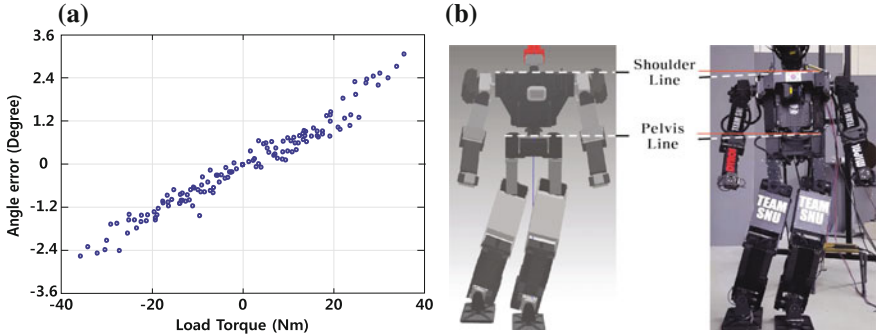 (a)
3.6
2.4
1.2
0
-1.2
-2.4
-3.6
-40
-20
0
20
40
Angle error (Degree)
Load Torque (Nm)
(b)
Shoulder
Line
Pelvis
Line
TEAM
SNU
TEAM
SNU